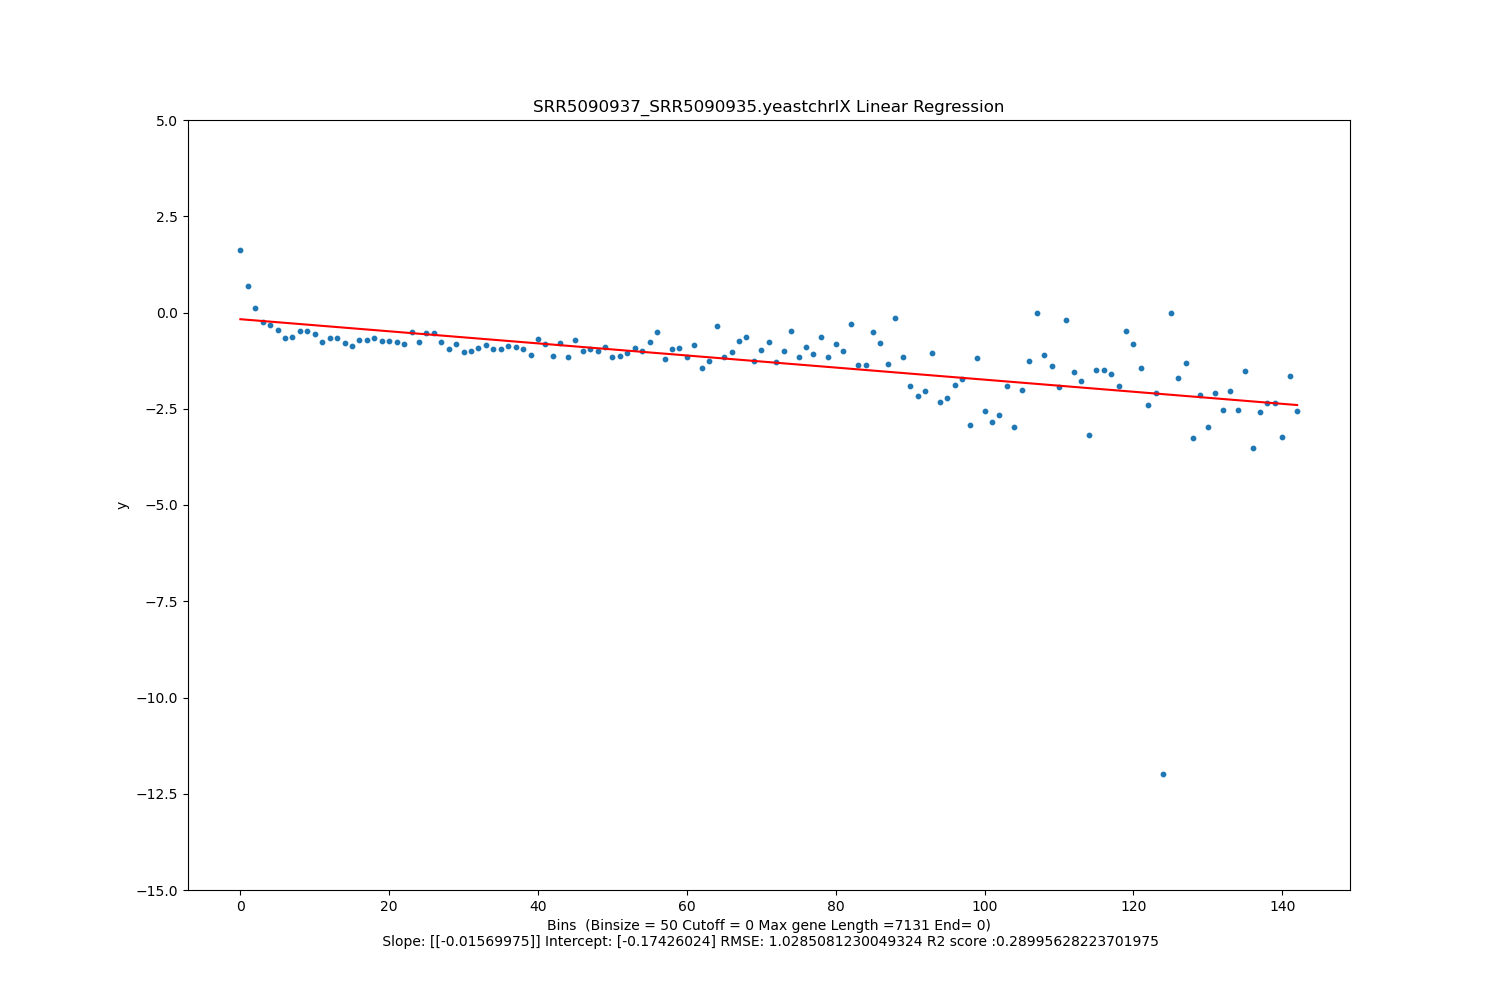 SRR5090937_SRR5090935.yeastchrIX Linear Regression
5.0
2.5
0.0
−2.5
−5.0
−7.5
−10.0
−12.5
−15.0
y
0 20 40 60 80 100 120 140
Bins  (Binsize = 50 Cutoff = 0 Max gene Length =7131 End= 0)
Slope: [[-0.01569975]] Intercept: [-0.17426024] RMSE: 1.0285081230049324 R2 score :0.28995628223701975